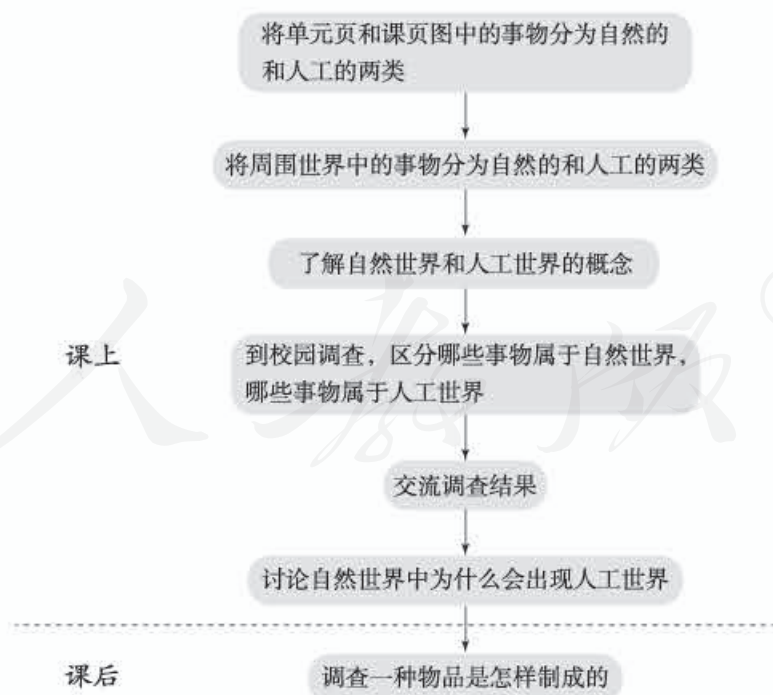 将单元页和课页图中的事物分为自然的
和人工的两类
将周围世界中的事物分为自然的和人工的两类
了解自然世界和人工世界的概念
课上
到校园调查，区分哪些事物属于自然世界，
哪些事物属于人工世界
交流调查结果
讨论自然世界中为什么会出现人工世界
课后
调查一种物品是怎样制成的
人教版